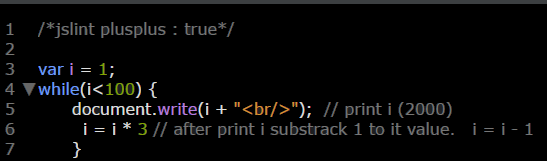 1 /*jslint plusplus : true*/
2
3 var i = 1;
4 ▼while(i<100) {
5 document.write(i + "<br/>"); // print i (2000)
6 i = i * 3 // after print i substrack 1 to it value. i = i - 1
7 }